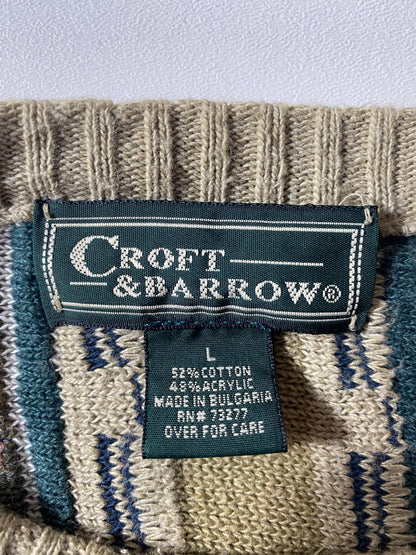 CROFT
& BARROW®
L
52% COTTON
48% ACRYLIC
MADE IN BULGARIA
RN# 73277
OVER FOR CARE